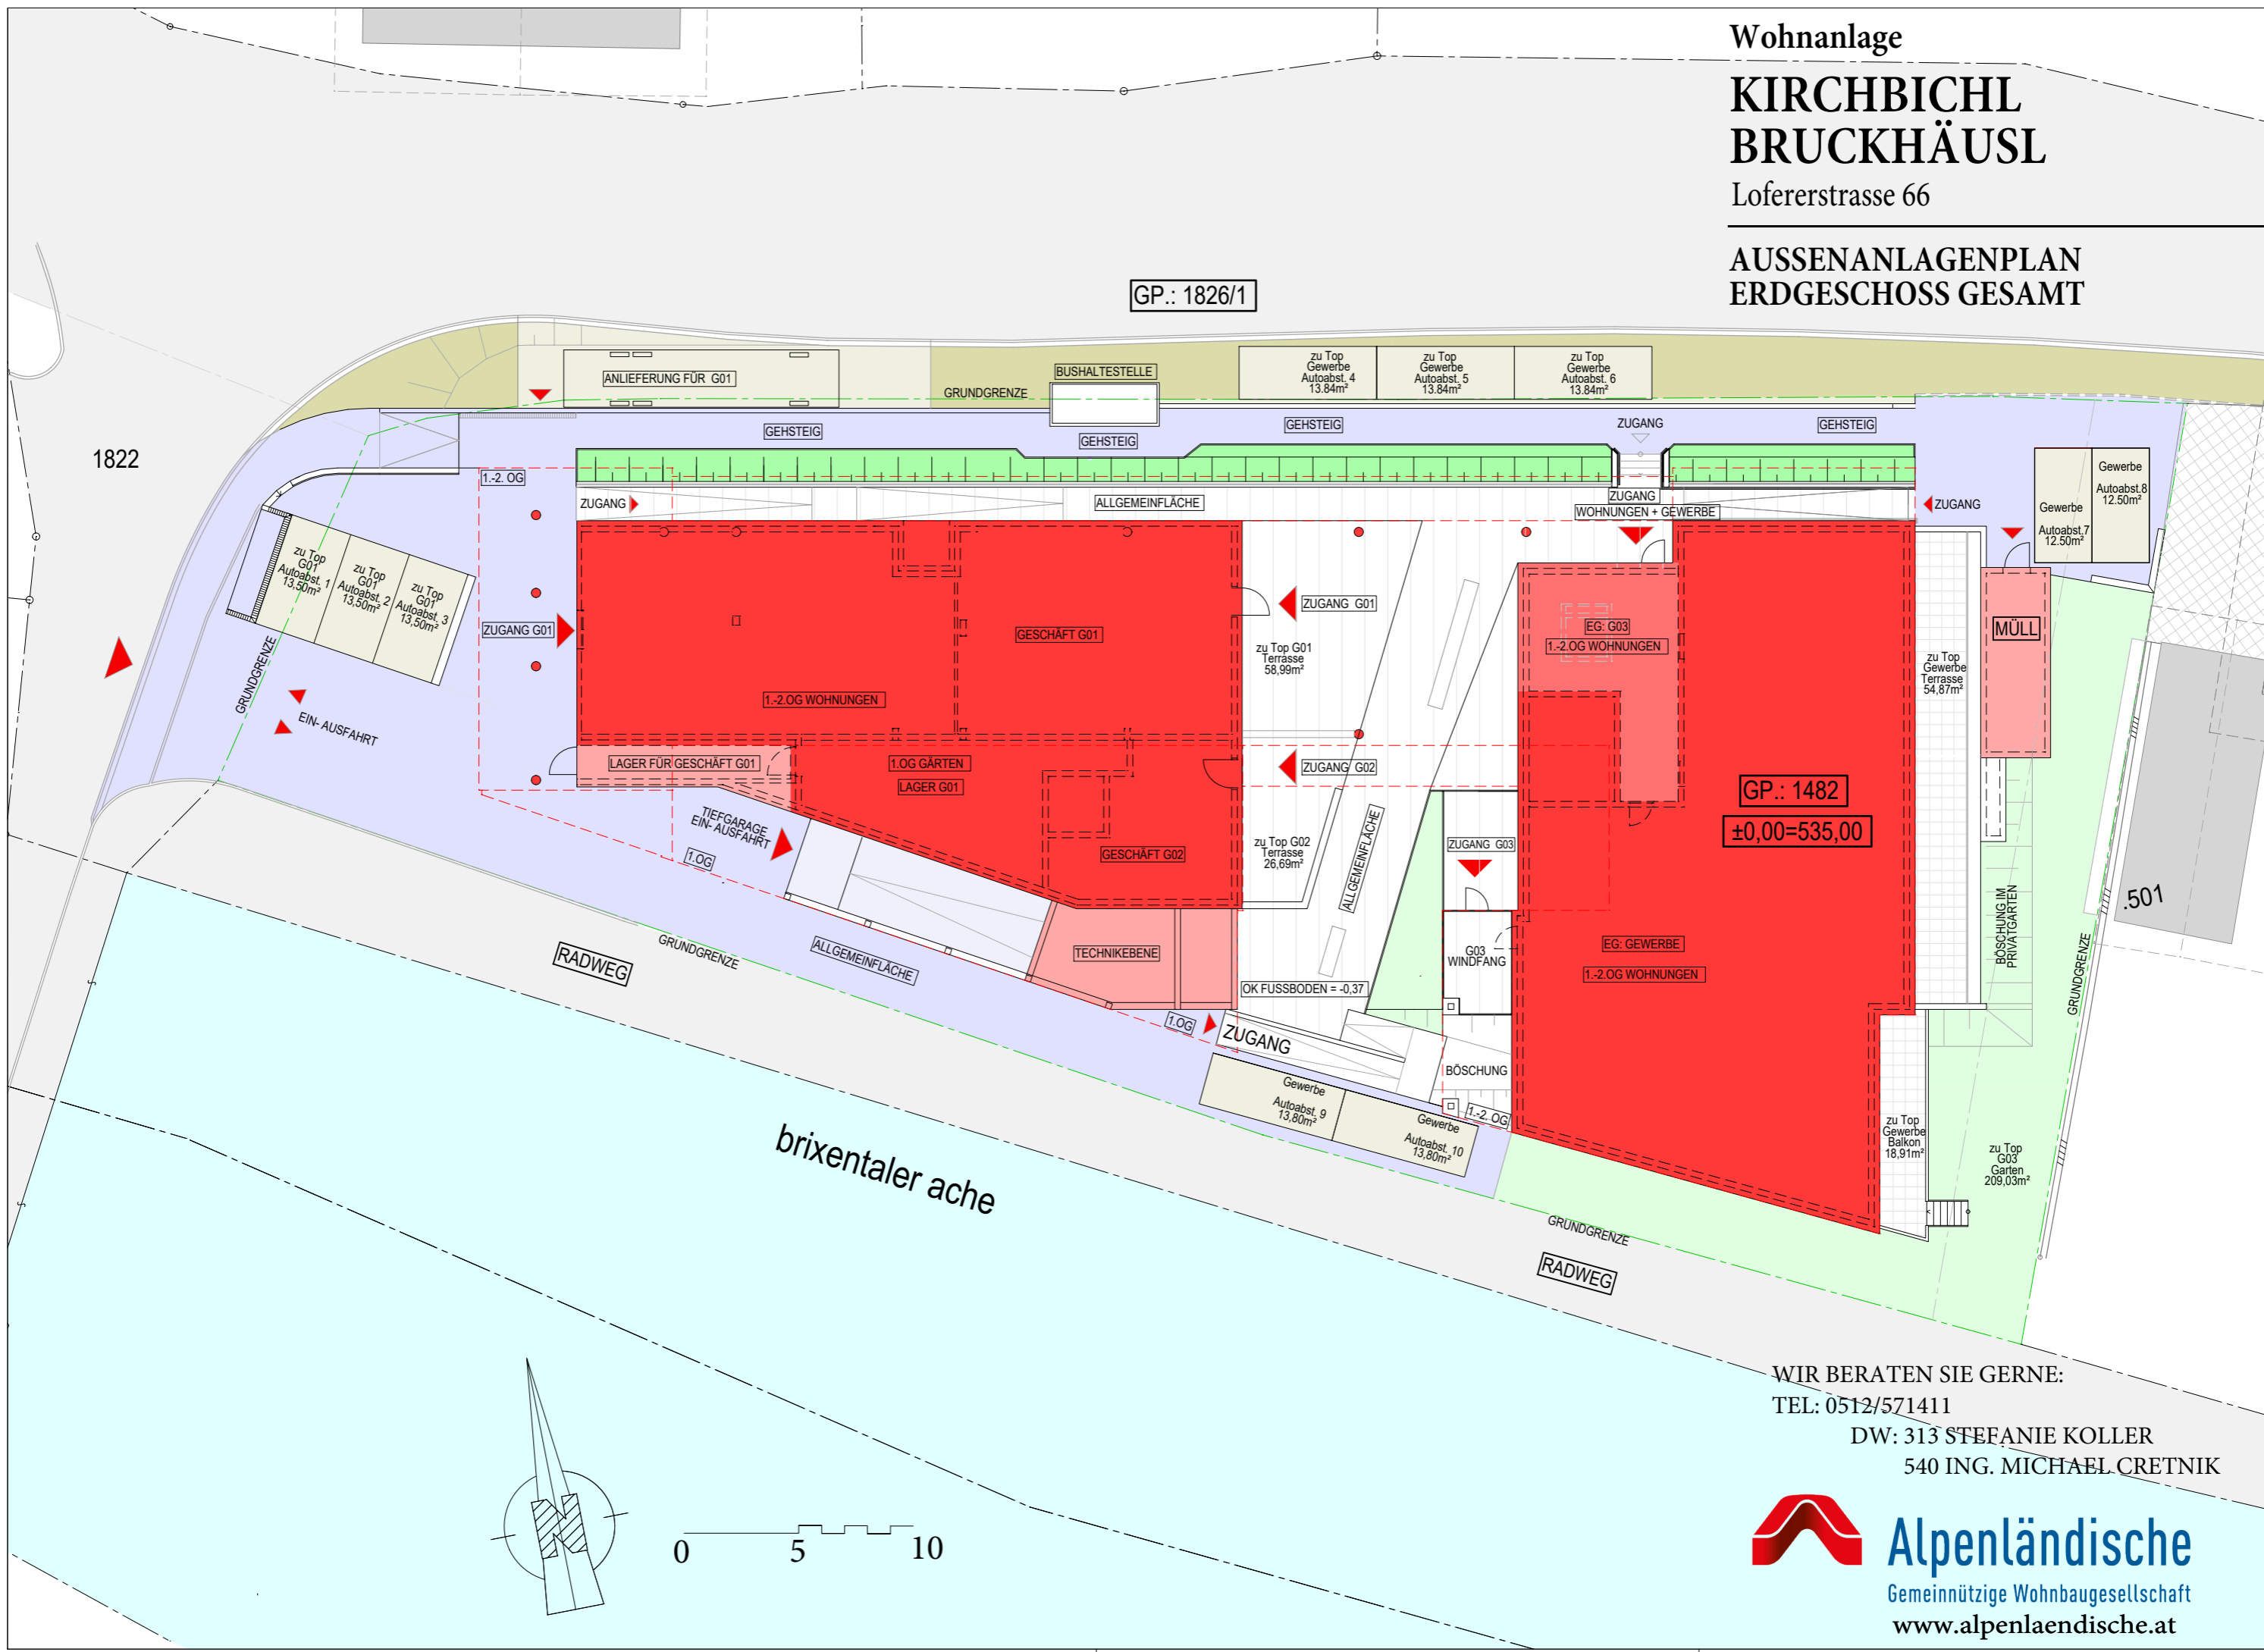 Wohnanlage
KIRCHBICHL
BRUCKHÄUSL
Lofererstrasse 66
AUSSENANLAGENPLAN
ERDGESCHOSS GESAMT
GP.: 1826/1
1822
ANLIEFERUNG FÜR G01
BUSHALTESTELLE
GRUNDGRENZE
zu Top
Gewerbe
Autoabst. 4
13.84m²
zu Top
Gewerbe
Autoabst. 5
13.84m²
zu Top
Gewerbe
Autoabst. 6
13.84m²
GEHSTEIG
GEHSTEIG
GEHSTEIG
ZUGANG
GEHSTEIG
1.-2. OG
ZUGANG
ALLGEMEINFLÄCHE
ZUGANG
WOHNUNGEN + GEWERBE
ZUGANG
Gewerbe
Autoabst.7
12.50m²
Gewerbe
Autoabst.8
12.50m²
zu Top
G01
Autoabst. 1
13,50m²
zu Top
G01
Autoabst. 2
13,50m²
zu Top
G01
Autoabst. 3
13,50m²
GRUNDGRENZE
EIN- AUSFAHRT
ZUGANG G01
GESCHÄFT G01
1.-2.OG WOHNUNGEN
ZUGANG G01
zu Top G01
Terrasse
58,99m²
EG: G03
1.-2.OG WOHNUNGEN
MÜLL
zu Top
Gewerbe
Terrasse
54,87m²
LAGER FÜR GESCHÄFT G01
1.OG GÄRTEN
LAGER G01
ZUGANG G02
GP.: 1482
±0,00=535,00
TIEFGARAGE
EIN- AUSFAHRT
1.OG
GESCHÄFT G02
zu Top G02
Terrasse
26,69m²
ALLGEMEINFLÄCHE
ZUGANG G03
.501
BÖSCHUNG IM
PRIVATGARTEN
GRUNDGRENZE
RADWEG
GRUNDGRENZE
ALLGEMEINFLÄCHE
TECHNIKEBENE
G03
WINDFANG
EG: GEWERBE
1.-2.OG WOHNUNGEN
OK FUSSBODEN = -0,37
1.OG
ZUGANG
BÖSCHUNG
1.-2. OG
Gewerbe
Autoabst. 9
13,80m²
Gewerbe
Autoabst. 10
13,80m²
zu Top
Gewerbe
Balkon
18,91m²
zu Top
G03
Garten
209,03m²
brixentaler ache
GRUNDGRENZE
RADWEG
WIR BERATEN SIE GERNE:
TEL: 0512/571411
DW: 313 STEFANIE KOLLER
540 ING. MICHAEL CRETNIK
0 5 10
Alpenländische
Gemeinnützige Wohnbaugesellschaft
www.alpenlaendische.at